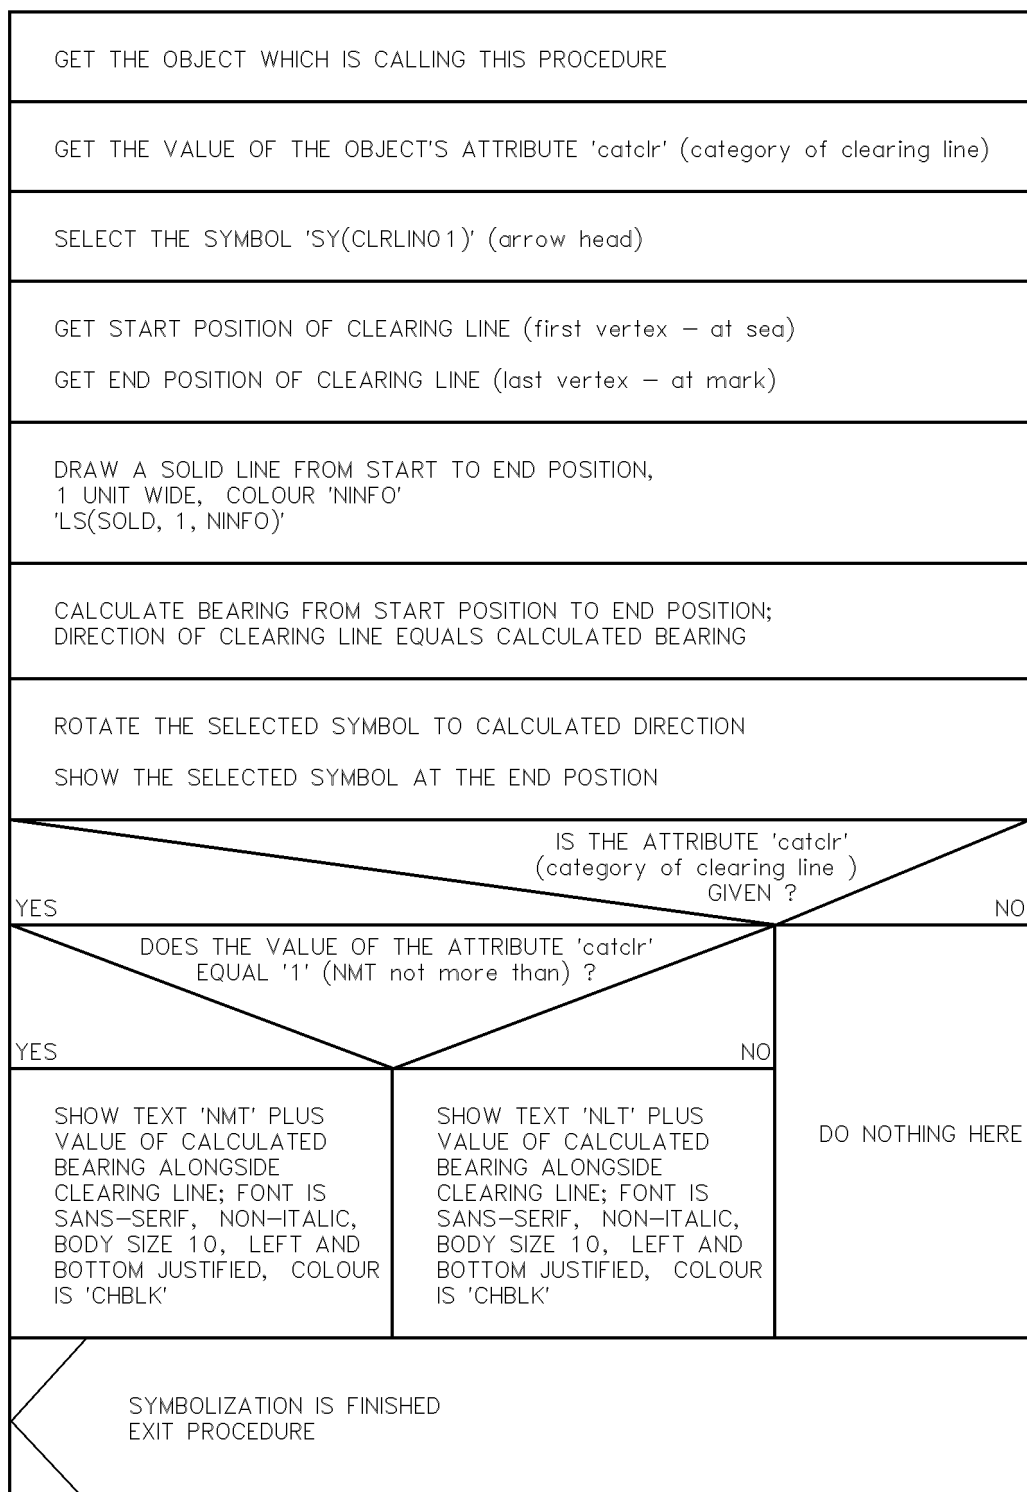 GET THE OBJECT WHICH IS CALLING THIS PROCEDURE
GET THE VALUE OF THE OBJECT'S ATTRIBUTE 'catclr' (category of clearing line)
SELECT THE SYMBOL 'SY(CLRLIN01)' (arrow head)
GET START POSITION OF CLEARING LINE (first vertex – at sea)
GET END POSITION OF CLEARING LINE (last vertex – at mark)
DRAW A SOLID LINE FROM START TO END POSITION,
1 UNIT WIDE, COLOUR 'NINFO'
'LS(SOLD, 1, NINFO)'
CALCULATE BEARING FROM START POSITION TO END POSITION;
DIRECTION OF CLEARING LINE EQUALS CALCULATED BEARING
ROTATE THE SELECTED SYMBOL TO CALCULATED DIRECTION
SHOW THE SELECTED SYMBOL AT THE END POSTION
IS THE ATTRIBUTE 'catclr'
(category of clearing line )
GIVEN ?
YES
NO
DOES THE VALUE OF THE ATTRIBUTE 'catclr'
EQUAL '1' (NMT not more than) ?
YES
NO
SHOW TEXT 'NMT' PLUS
VALUE OF CALCULATED
BEARING ALONGSIDE
CLEARING LINE; FONT IS
SANS–SERIF, NON–ITALIC,
BODY SIZE 10, LEFT AND
BOTTOM JUSTIFIED, COLOUR
IS 'CHBLK'
SHOW TEXT 'NLT' PLUS
VALUE OF CALCULATED
BEARING ALONGSIDE
CLEARING LINE; FONT IS
SANS–SERIF, NON–ITALIC,
BODY SIZE 10, LEFT AND
BOTTOM JUSTIFIED, COLOUR
IS 'CHBLK'
DO NOTHING HERE
SYMBOLIZATION IS FINISHED
EXIT PROCEDURE